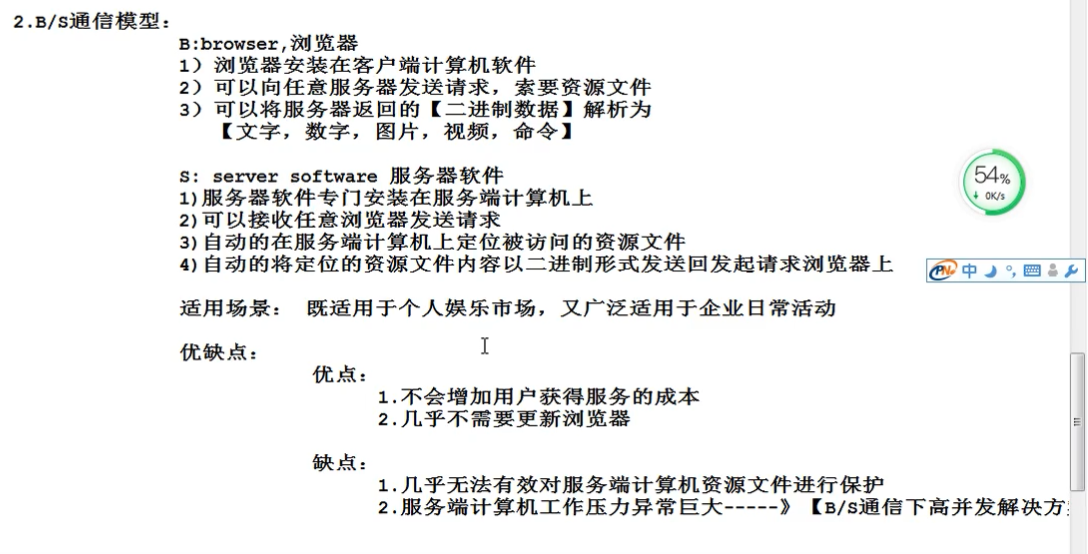 2.B/S通信模型：
B:browser,浏览器
1）浏览器安装在客户端计算机软件
2）可以向任意服务器发送请求，索要资源文件
3）可以将服务器返回的【二进制数据】解析为
【文字，数字，图片，视频，命令】
S: server software 服务器软件
1)服务器软件专门安装在服务端计算机上
2)可以接收任意浏览器发送请求
3)自动的在服务端计算机上定位被访问的资源文件
4)自动的将定位的资源文件内容以二进制形式发送回发起请求浏览器上
54%
0K/s
中
适用场景： 既适用于个人娱乐市场，又广泛适用于企业日常活动
优缺点：
优点：
1.不会增加用户获得服务的成本
2.几乎不需要更新浏览器
缺点：
1.几乎无法有效对服务端计算机资源文件进行保护
2.服务端计算机工作压力异常巨大-----》【B/S通信下高并发解决方